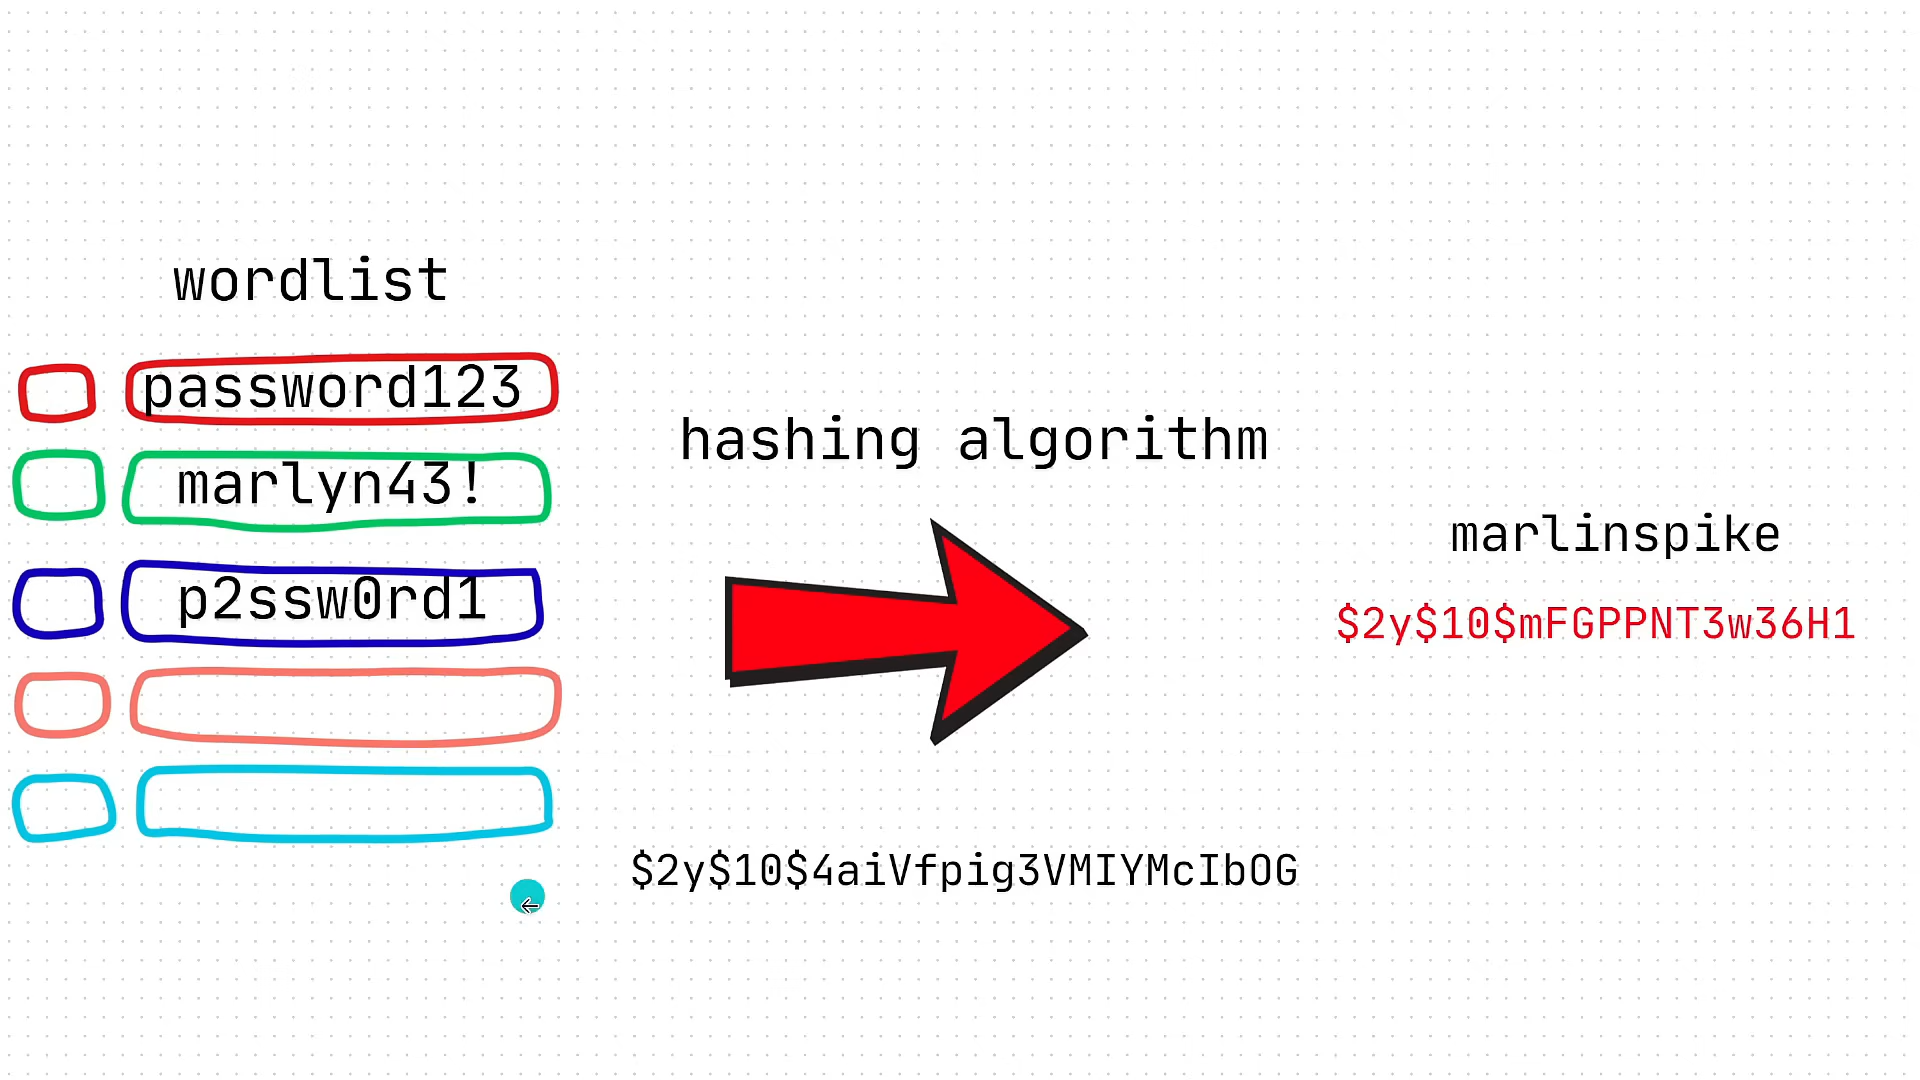 wordlist
password123
marlyn43!
p2ssw0rd1
hashing algorithm
$2y$10$4aiVfpig3VMIYMcIbOG
marlinspike
$2y$10$mFGPPNT3w36H1